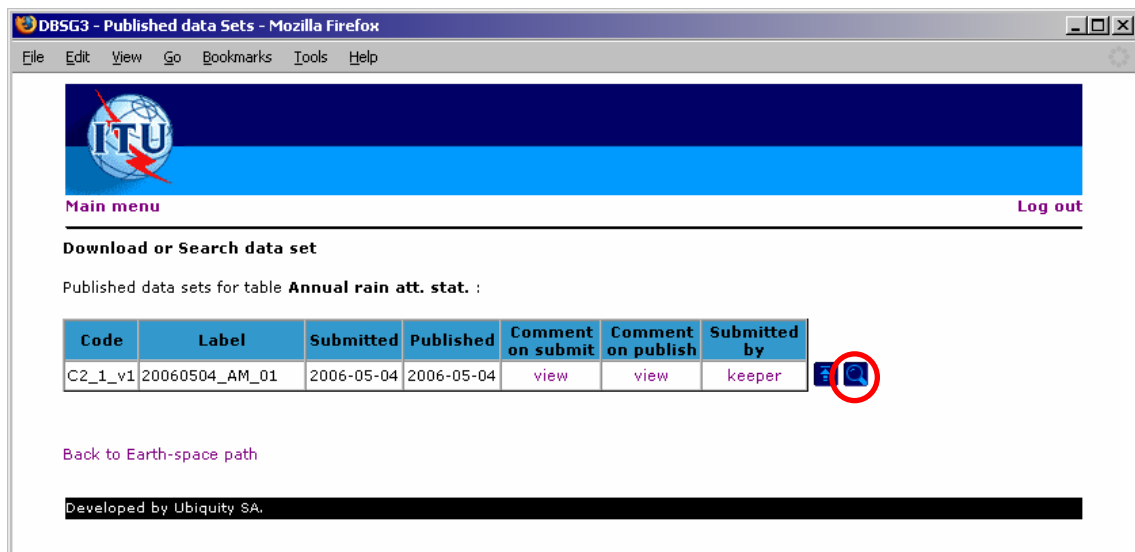 DBSG3 - Published data Sets - Mozilla Firefox
File Edit View Go Bookmarks Tools Help
ITU
Main menu Log out
Download or Search data set
Published data sets for table Annual rain att. stat. :
Code Label Submitted Published Comment on submit Comment on publish Submitted by
C2_1_v1 20060504_AM_01 2006-05-04 2006-05-04 view view keeper
Back to Earth-space path
Developed by Ubiquity SA.